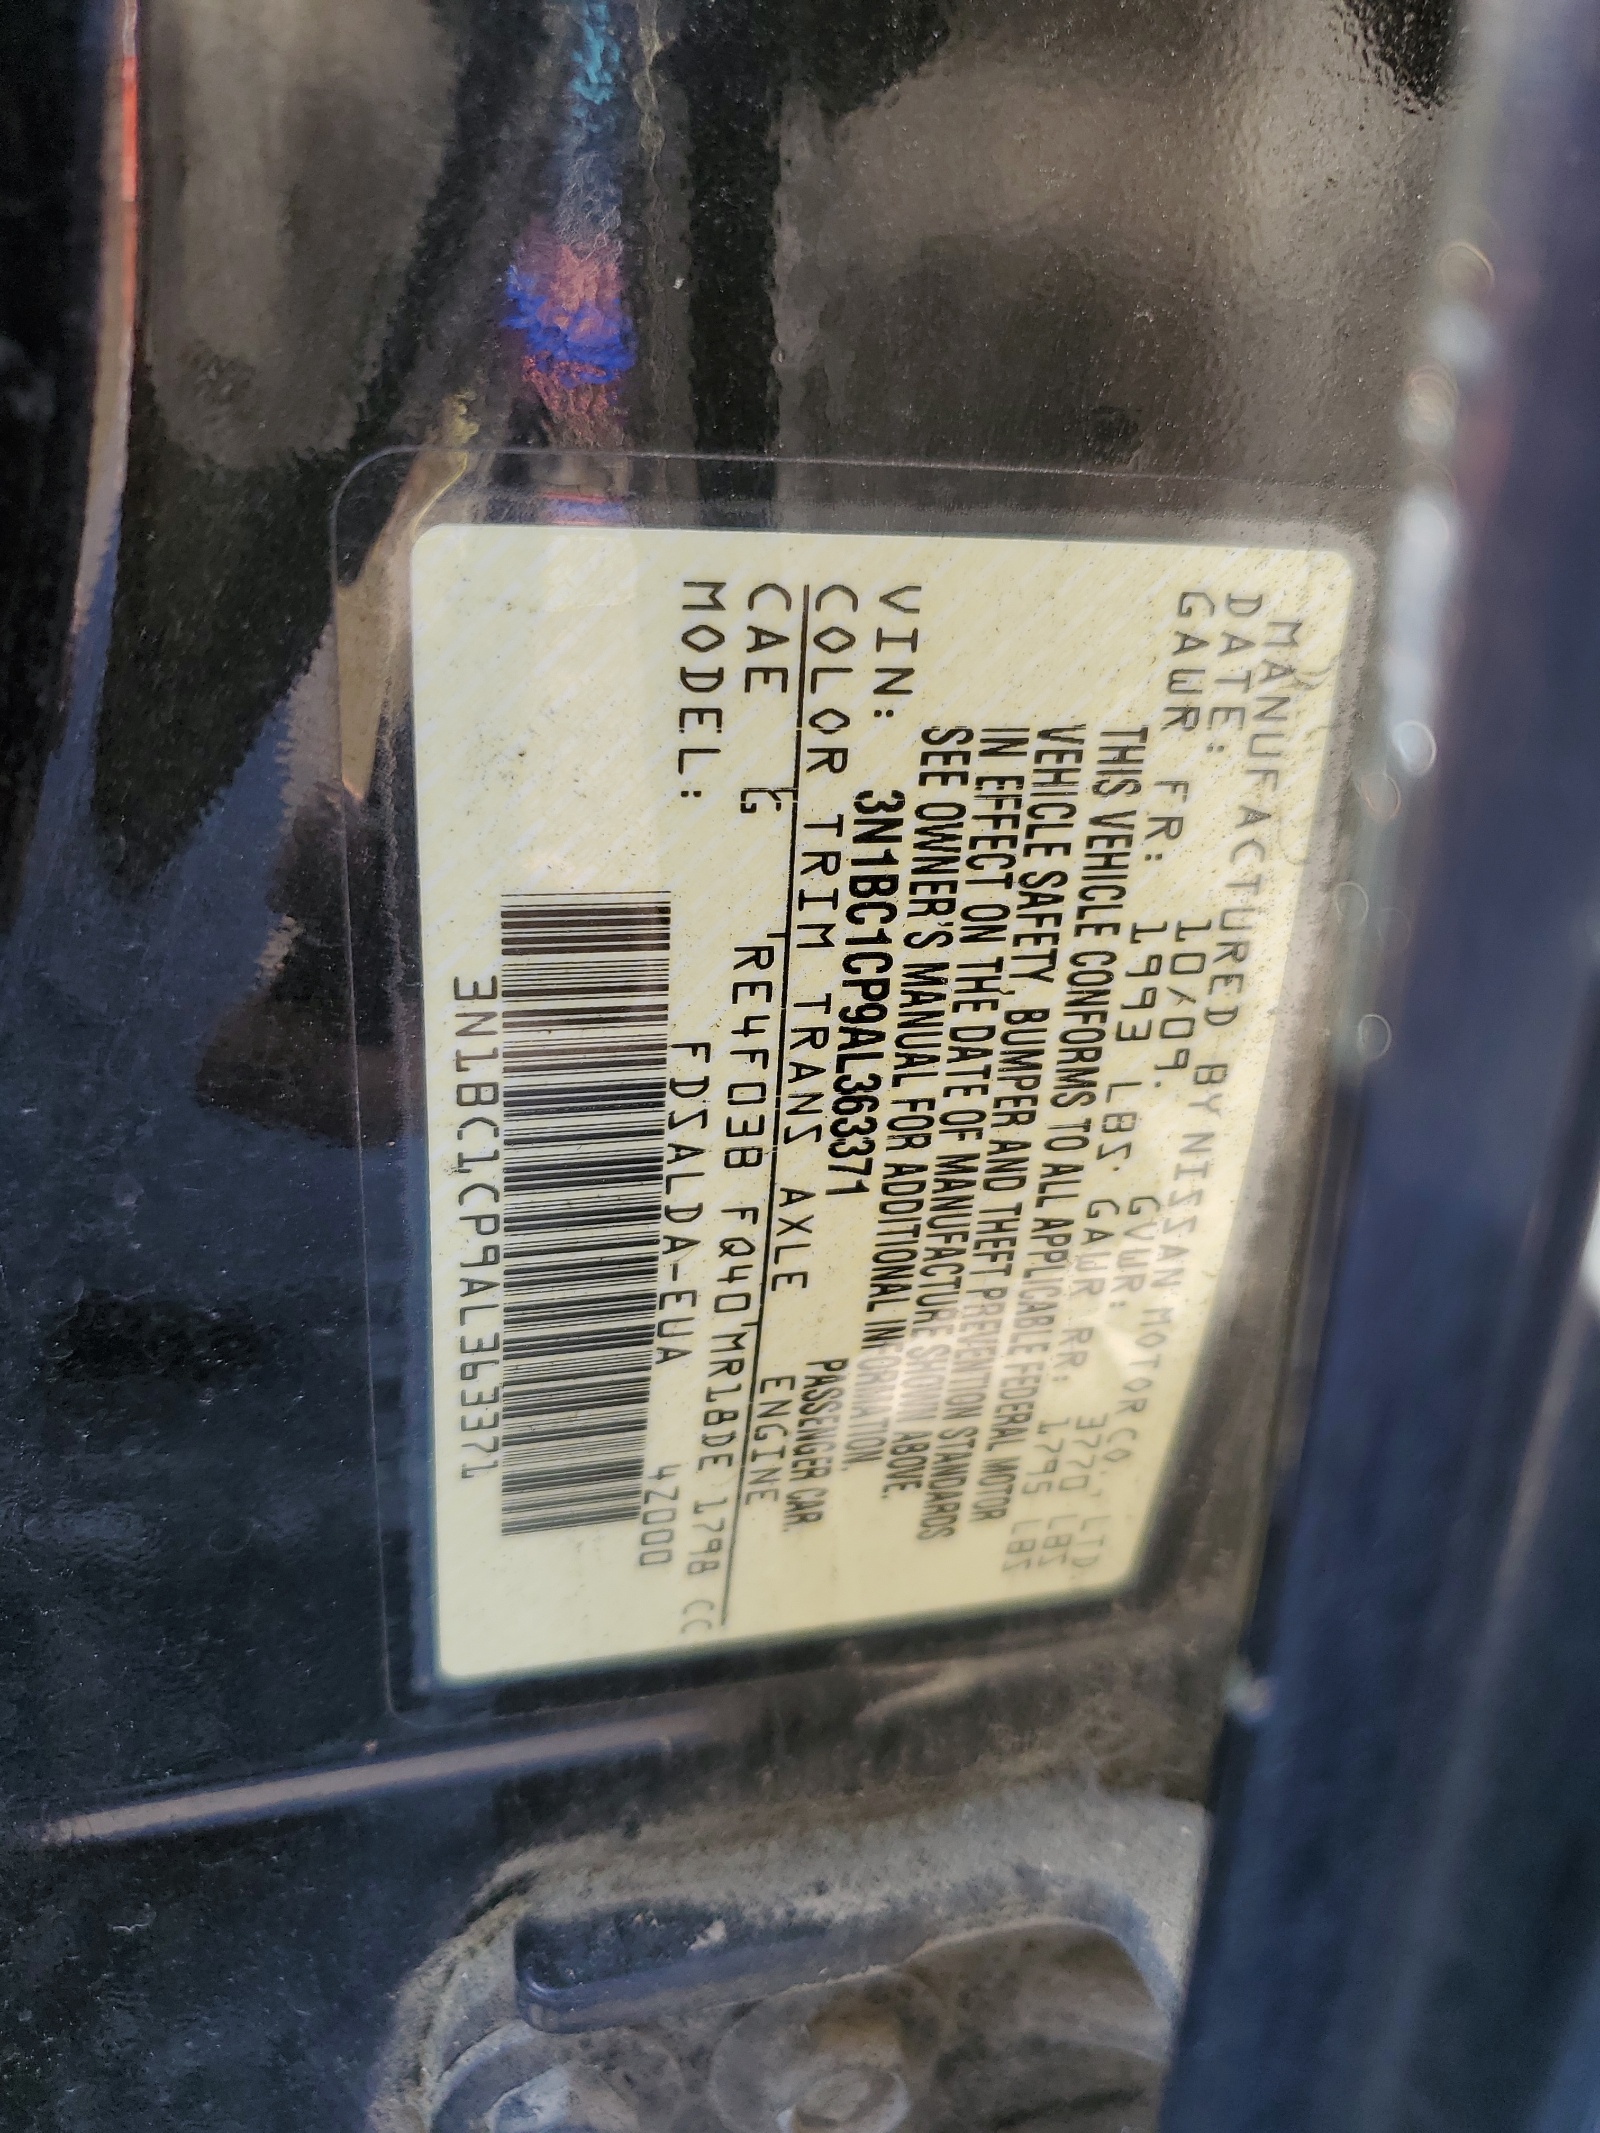 MANUFACTURED BY NISSAN MOTOR CO., LTD.
DATE: 10/09. GVWR: 3770 LBS
GAWR FR: 1993 LBS. GAWR RR: 1795 LBS
THIS VEHICLE CONFORMS TO ALL APPLICABLE FEDERAL MOTOR
VEHICLE SAFETY, BUMPER AND THEFT PREVENTION STANDARDS
IN EFFECT ON THE DATE OF MANUFACTURE SHOWN ABOVE.
SEE OWNER'S MANUAL FOR ADDITIONAL INFORMATION.
VIN: 3N1BC1CP9AL363371 PASSENGER CAR.
COLOR TRIM TRANS AXLE ENGINE
CAE G RE4F03B FQ40 MR18DE 1798 CC
MODEL: FDSALDA-EUA 4Z000
3N1BC1CP9AL363371